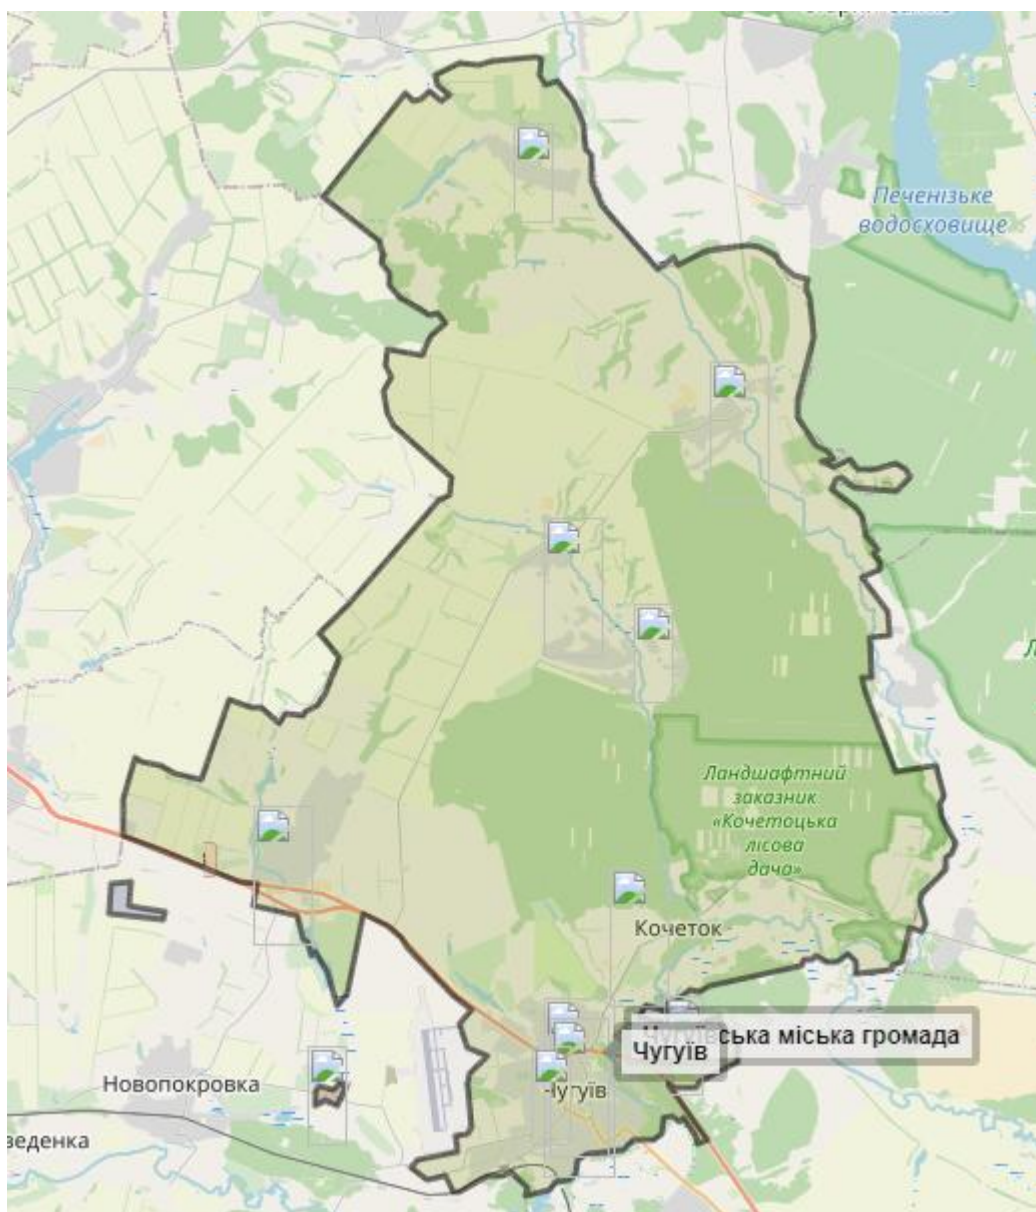 Печенізьке
водосховище
Ландшафтний
заказник
«Кочетоцька
лісова
дача»
Кочеток
ська міська громада
Чугуїв
Новопокровка
Чугуїв
веденка